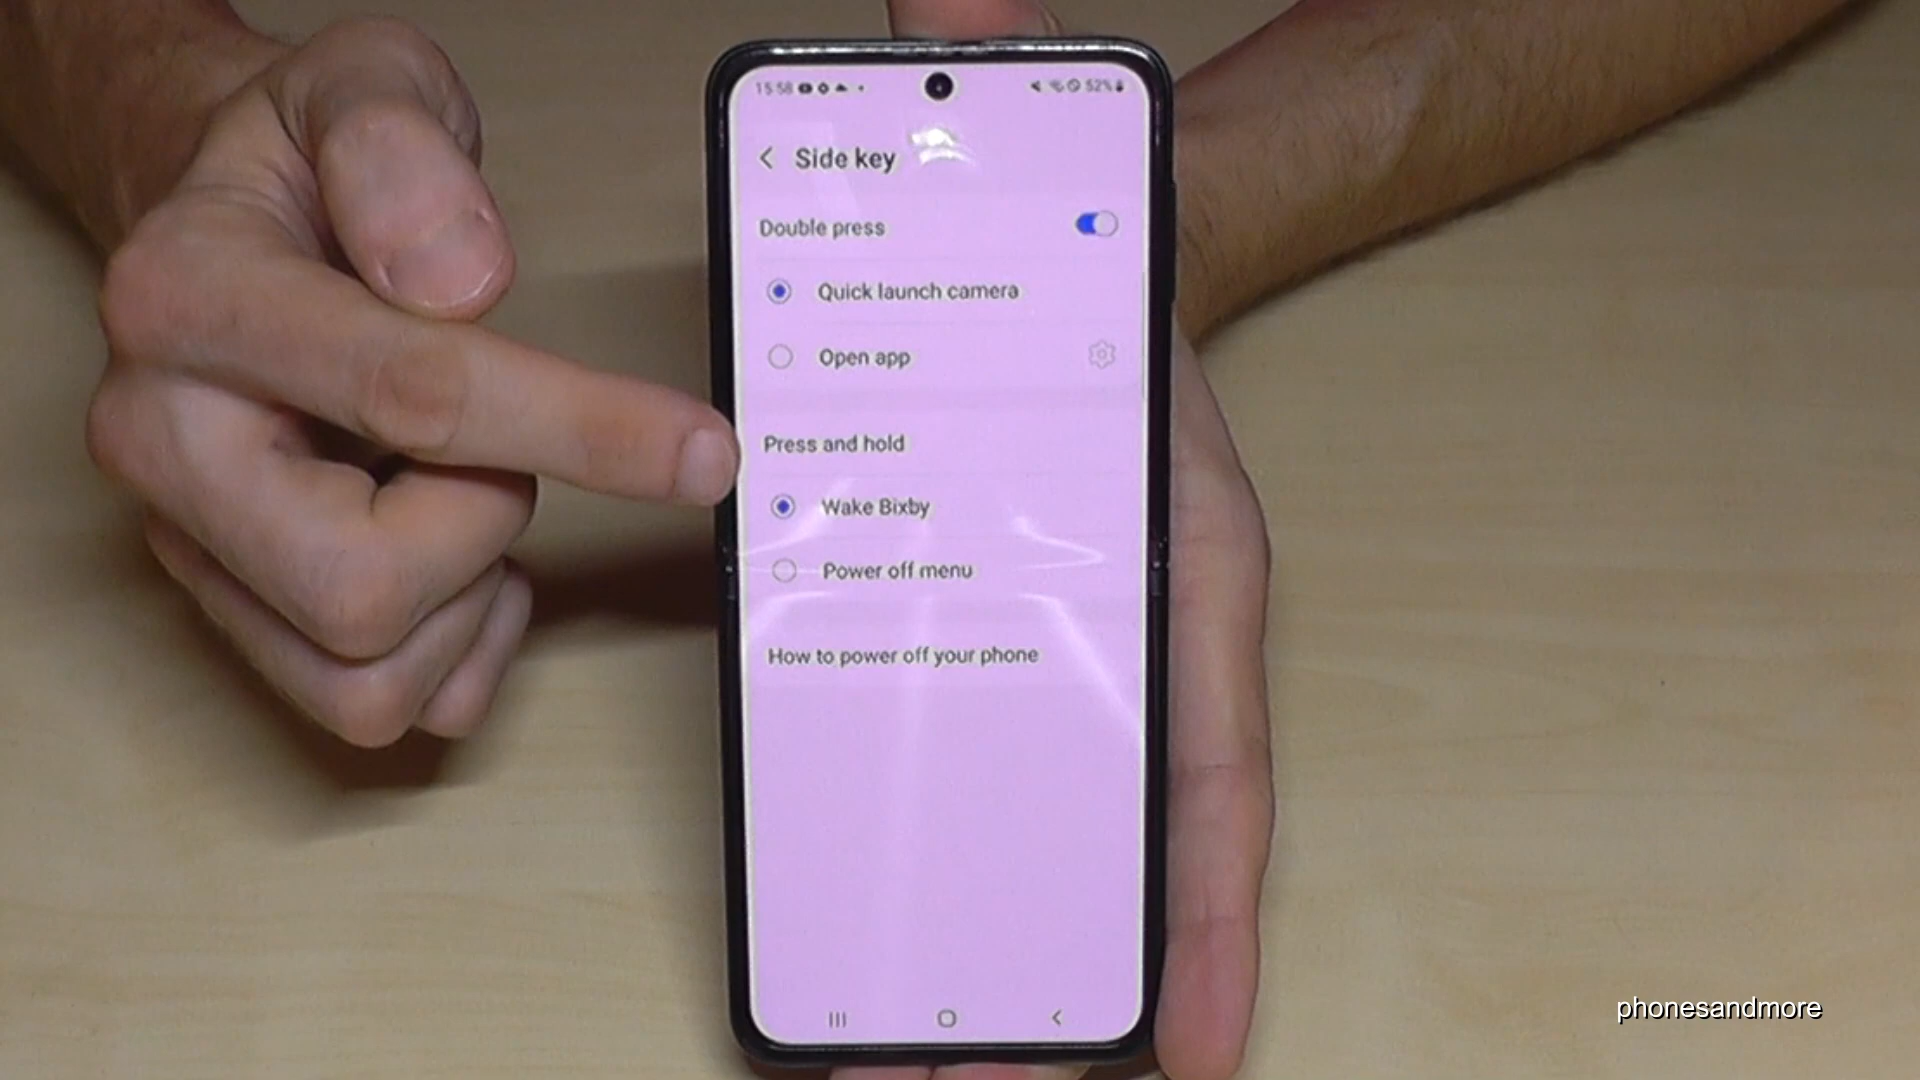 15:58
52%
Side key
Double press
Quick launch camera
Open app
Press and hold
Wake Bixby
Power off menu
How to power off your phone
phonesandmore